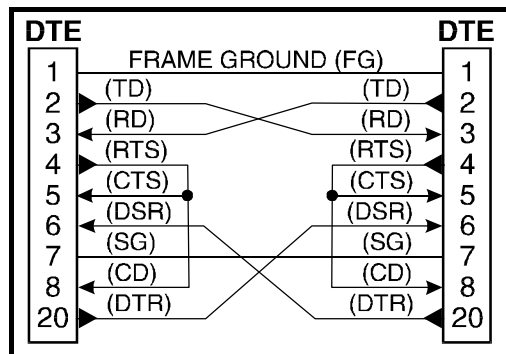 DTE DTE
1 FRAME GROUND (FG) 1
2 (TD) (TD) 2
3 (RD) (RD) 3
4 (RTS) (RTS) 4
5 (CTS) (CTS) 5
6 (DSR) (DSR) 6
7 (SG) (SG) 7
8 (CD) (CD) 8
20 (DTR) (DTR) 20